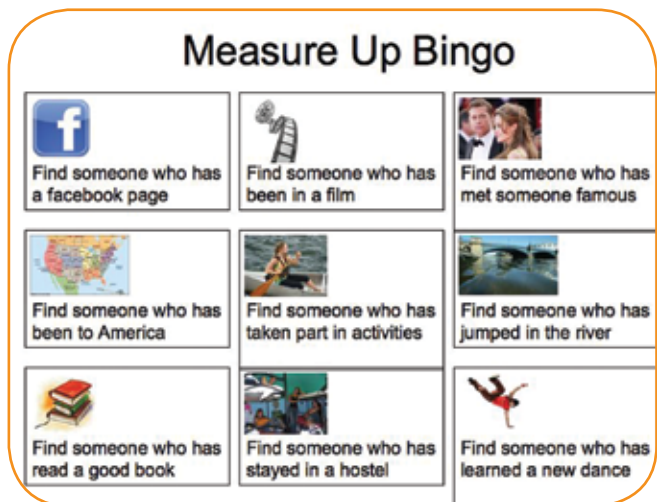 Measure Up Bingo
f
Find someone who has
a facebook page
Find someone who has
been in a film
Find someone who has
met someone famous
Find someone who has
been to America
Find someone who has
taken part in activities
Find someone who has
jumped in the river
Find someone who has
read a good book
Find someone who has
stayed in a hostel
Find someone who has
learned a new dance